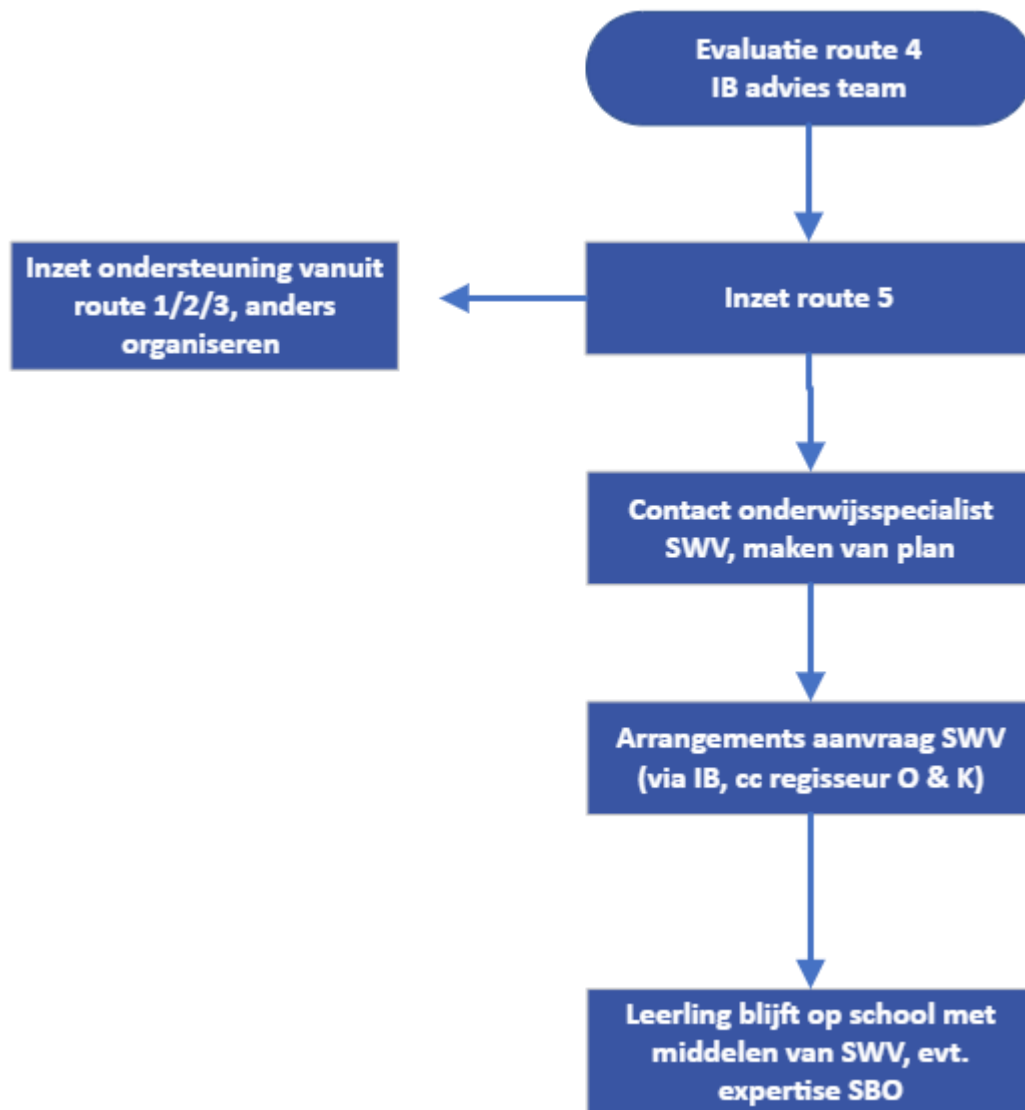 Evaluatie route 4
IB advies team
Inzet ondersteuning vanuit
route 1/2/3, anders
organiseren
Inzet route 5
Contact onderwijsspecialist
SWV, maken van plan
Arrangements aanvraag SWV
(via IB, cc regisseur O & K)
Leerling blijft op school met
middelen van SWV, evt.
expertise SBO